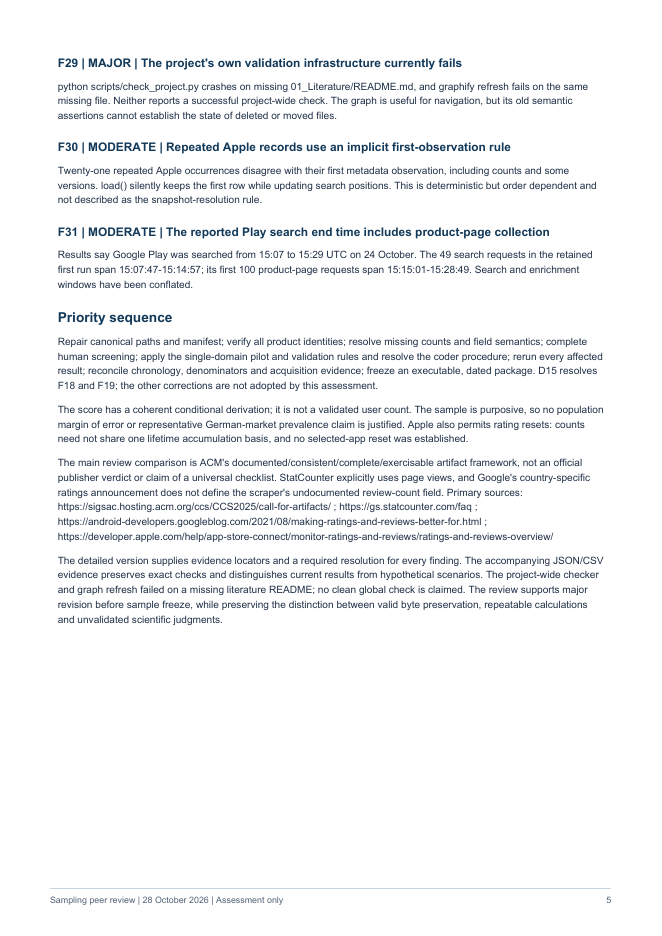 F29 | MAJOR | The project's own validation infrastructure currently fails
python scripts/check_project.py crashes on missing 01_Literature/README.md, and graphify refresh fails on the same
missing file. Neither reports a successful project-wide check. The graph is useful for navigation, but its old semantic
assertions cannot establish the state of deleted or moved files.
F30 | MODERATE | Repeated Apple records use an implicit first-observation rule
Twenty-one repeated Apple occurrences disagree with their first metadata observation, including counts and some
versions. load() silently keeps the first row while updating search positions. This is deterministic but order dependent and
not described as the snapshot-resolution rule.
F31 | MODERATE | The reported Play search end time includes product-page collection
Results say Google Play was searched from 15:07 to 15:29 UTC on 24 October. The 49 search requests in the retained
first run span 15:07:47-15:14:57; its first 100 product-page requests span 15:15:01-15:28:49. Search and enrichment
windows have been conflated.
Priority sequence
Repair canonical paths and manifest; verify all product identities; resolve missing counts and field semantics; complete
human screening; apply the single-domain pilot and validation rules and resolve the coder procedure; rerun every affected
result; reconcile chronology, denominators and acquisition evidence; freeze an executable, dated package. D15 resolves
F18 and F19; the other corrections are not adopted by this assessment.
The score has a coherent conditional derivation; it is not a validated user count. The sample is purposive, so no population
margin of error or representative German-market prevalence claim is justified. Apple also permits rating resets: counts
need not share one lifetime accumulation basis, and no selected-app reset was established.
The main review comparison is ACM's documented/consistent/complete/exercisable artifact framework, not an official
publisher verdict or claim of a universal checklist. StatCounter explicitly uses page views, and Google's country-specific
ratings announcement does not define the scraper's undocumented review-count field. Primary sources:
https://sigsac.hosting.acm.org/ccs/CCS2025/call-for-artifacts/ ; https://gs.statcounter.com/faq ;
https://android-developers.googleblog.com/2021/08/making-ratings-and-reviews-better-for.html ;
https://developer.apple.com/help/app-store-connect/monitor-ratings-and-reviews/ratings-and-reviews-overview/
The detailed version supplies evidence locators and a required resolution for every finding. The accompanying JSON/CSV
evidence preserves exact checks and distinguishes current results from hypothetical scenarios. The project-wide checker
and graph refresh failed on a missing literature README; no clean global check is claimed. The review supports major
revision before sample freeze, while preserving the distinction between valid byte preservation, repeatable calculations
and unvalidated scientific judgments.
Sampling peer review | 28 October 2026 | Assessment only
5